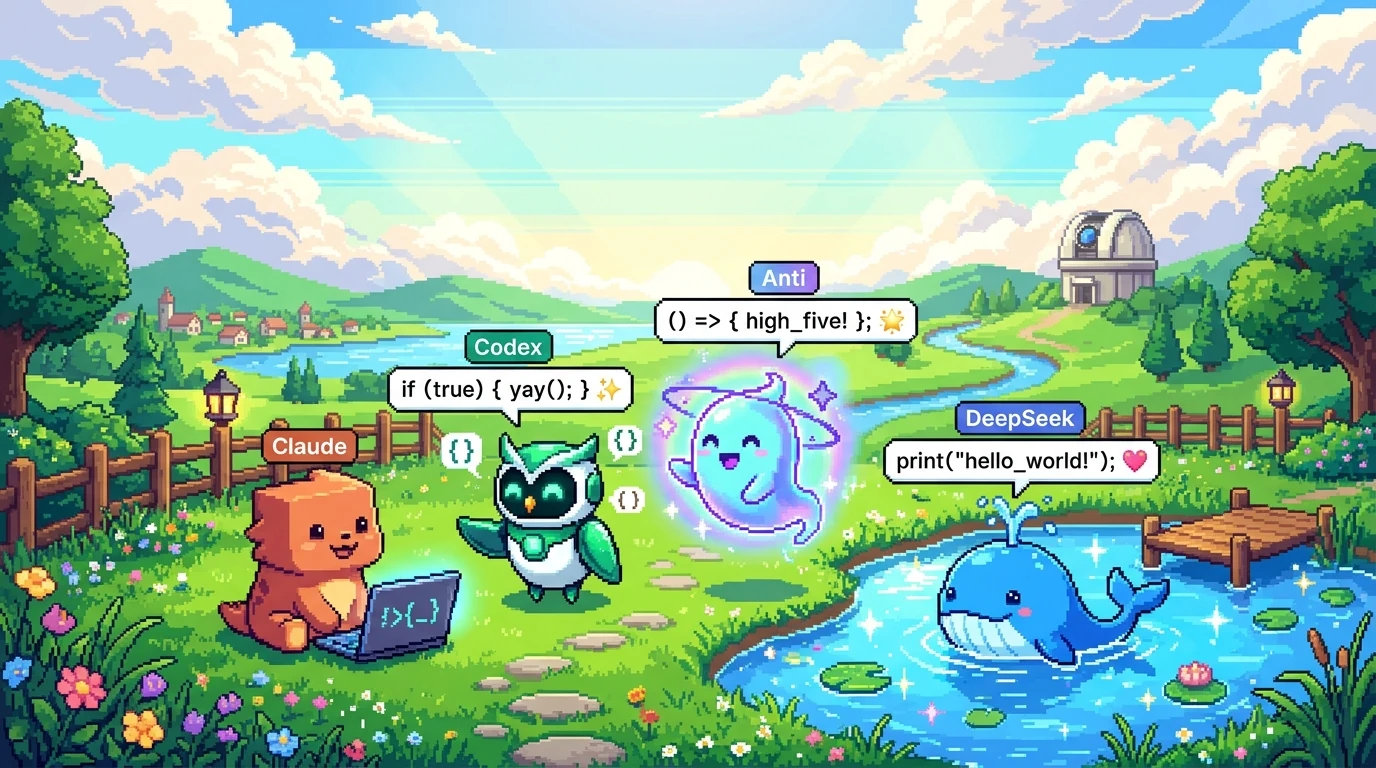 Anti
() => { high_five! }; 🌟
Codex
if (true) { yay(); } ✨
{}
{}
{}
DeepSeek
print("hello_world!"); 💗
Claude
!>{_}